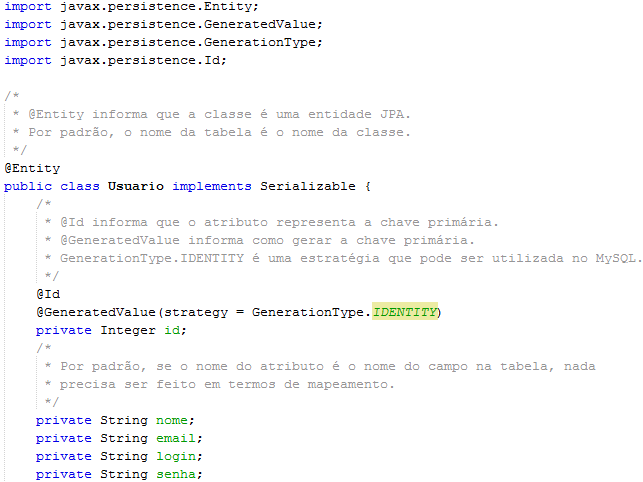 import javax.persistence.Entity;
import javax.persistence.GeneratedValue;
import javax.persistence.GenerationType;
import javax.persistence.Id;
/*
* @Entity informa que a classe é uma entidade JPA.
* Por padrão, o nome da tabela é o nome da classe.
*/
@Entity
public class Usuario implements Serializable {
/*
* @Id informa que o atributo representa a chave primária.
* @GeneratedValue informa como gerar a chave primária.
* GenerationType.IDENTITY é uma estratégia que pode ser utilizada no MySQL.
*/
@Id
@GeneratedValue(strategy = GenerationType.IDENTITY)
private Integer id;
/*
* Por padrão, se o nome do atributo é o nome do campo na tabela, nada
* precisa ser feito em termos de mapeamento.
*/
private String nome;
private String email;
private String login;
private String senha;